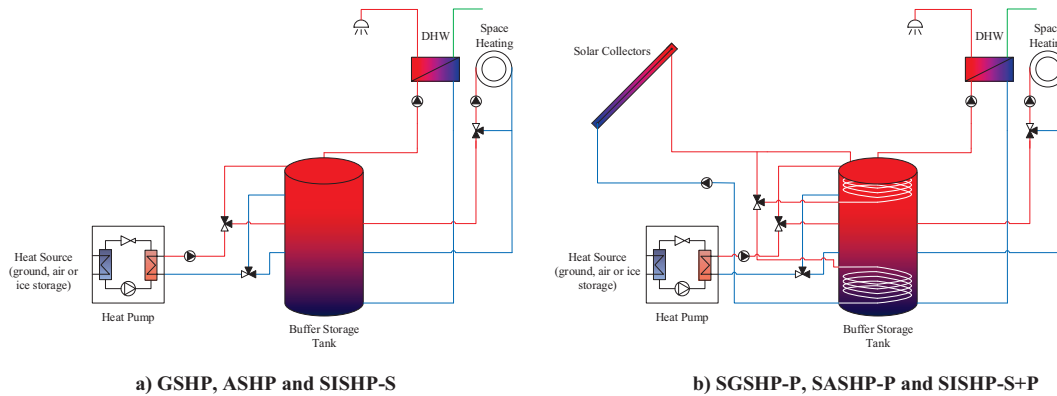 DHW
Space
Heating
Heat Source
(ground, air or
ice storage)
Heat Pump
Buffer Storage
Tank
a) GSHP, ASHP and SISHP-S
Solar Collectors
DHW
Space
Heating
Heat Source
(ground, air or ice
storage)
Heat Pump
Buffer Storage
Tank
b) SGSHP-P, SASHP-P and SISHP-S+P